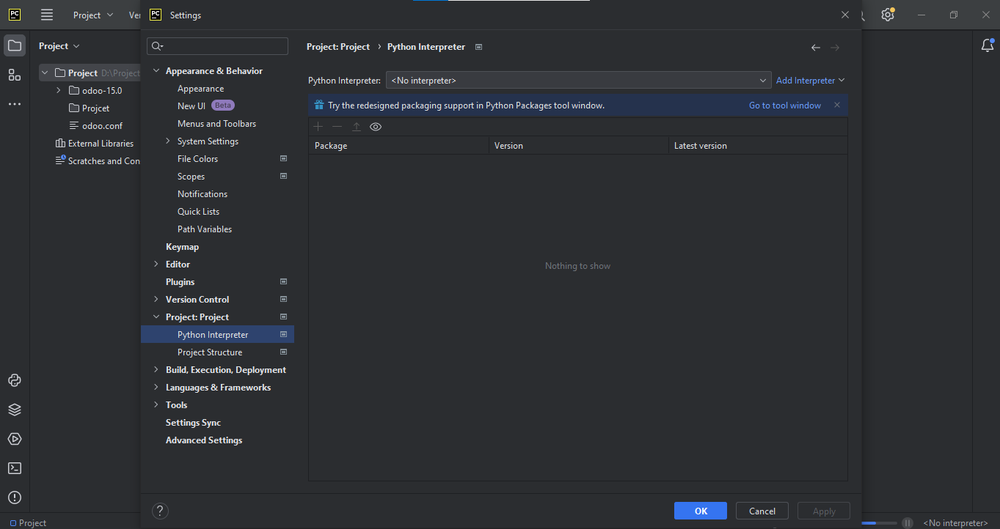 PC Project Ver
PC Settings
Project
Project D:\Project
odoo-15.0
Projcet
odoo.conf
External Libraries
Scratches and Con
Appearance & Behavior
Appearance
New UI Beta
Menus and Toolbars
System Settings
File Colors
Scopes
Notifications
Quick Lists
Path Variables
Keymap
Editor
Plugins
Version Control
Project: Project
Python Interpreter
Project Structure
Build, Execution, Deployment
Languages & Frameworks
Tools
Settings Sync
Advanced Settings
Project: Project › Python Interpreter
Python Interpreter: <No interpreter> Add Interpreter
Try the redesigned packaging support in Python Packages tool window. Go to tool window
Package Version Latest version
Nothing to show
? OK Cancel Apply
Project <No interpreter>